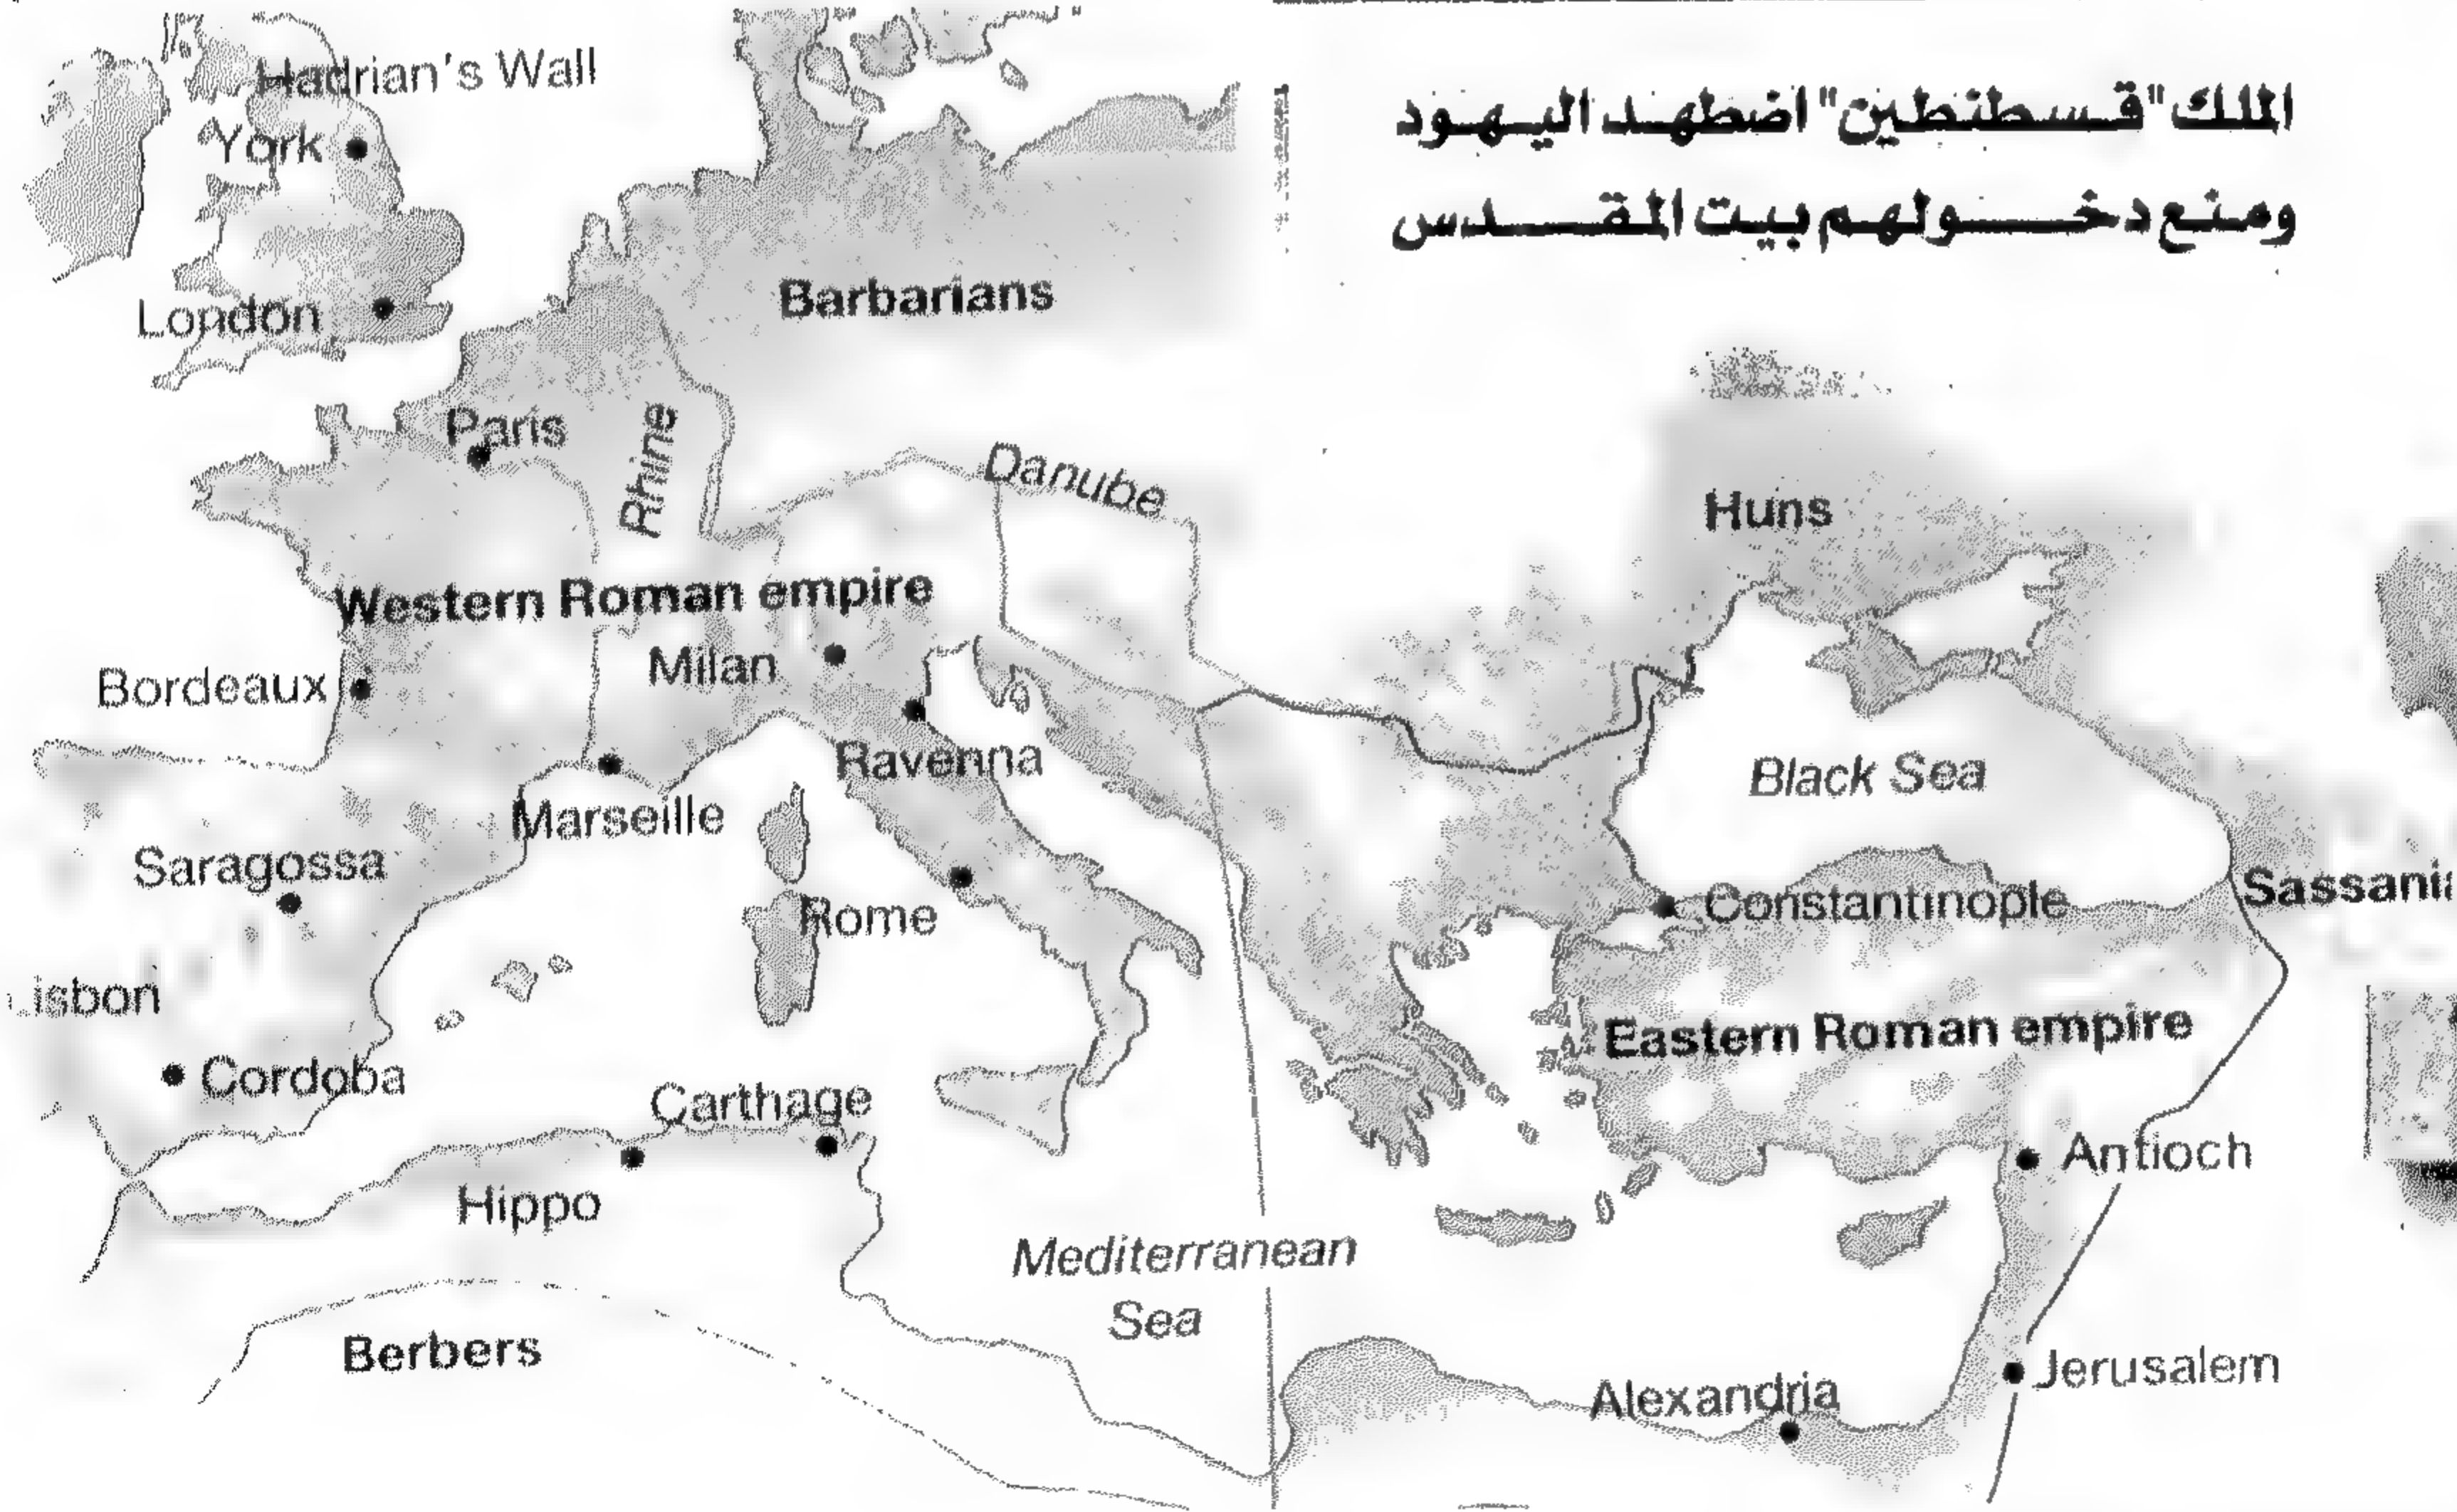 الملك "قسطنطين" اضطهد اليهود
ومنع دخولهم بيت المقدس
Hadrian's Wall
York
London
Barbarians
Paris
Rhine
Danube
Huns
Western Roman empire
Milan
Bordeaux
Ravenna
Black Sea
Marseille
Saragossa
Rome
Constantinople
Sassani
Lisbon
Eastern Roman empire
Cordoba
Carthage
Antioch
Hippo
Mediterranean
Sea
Berbers
Jerusalem
Alexandria